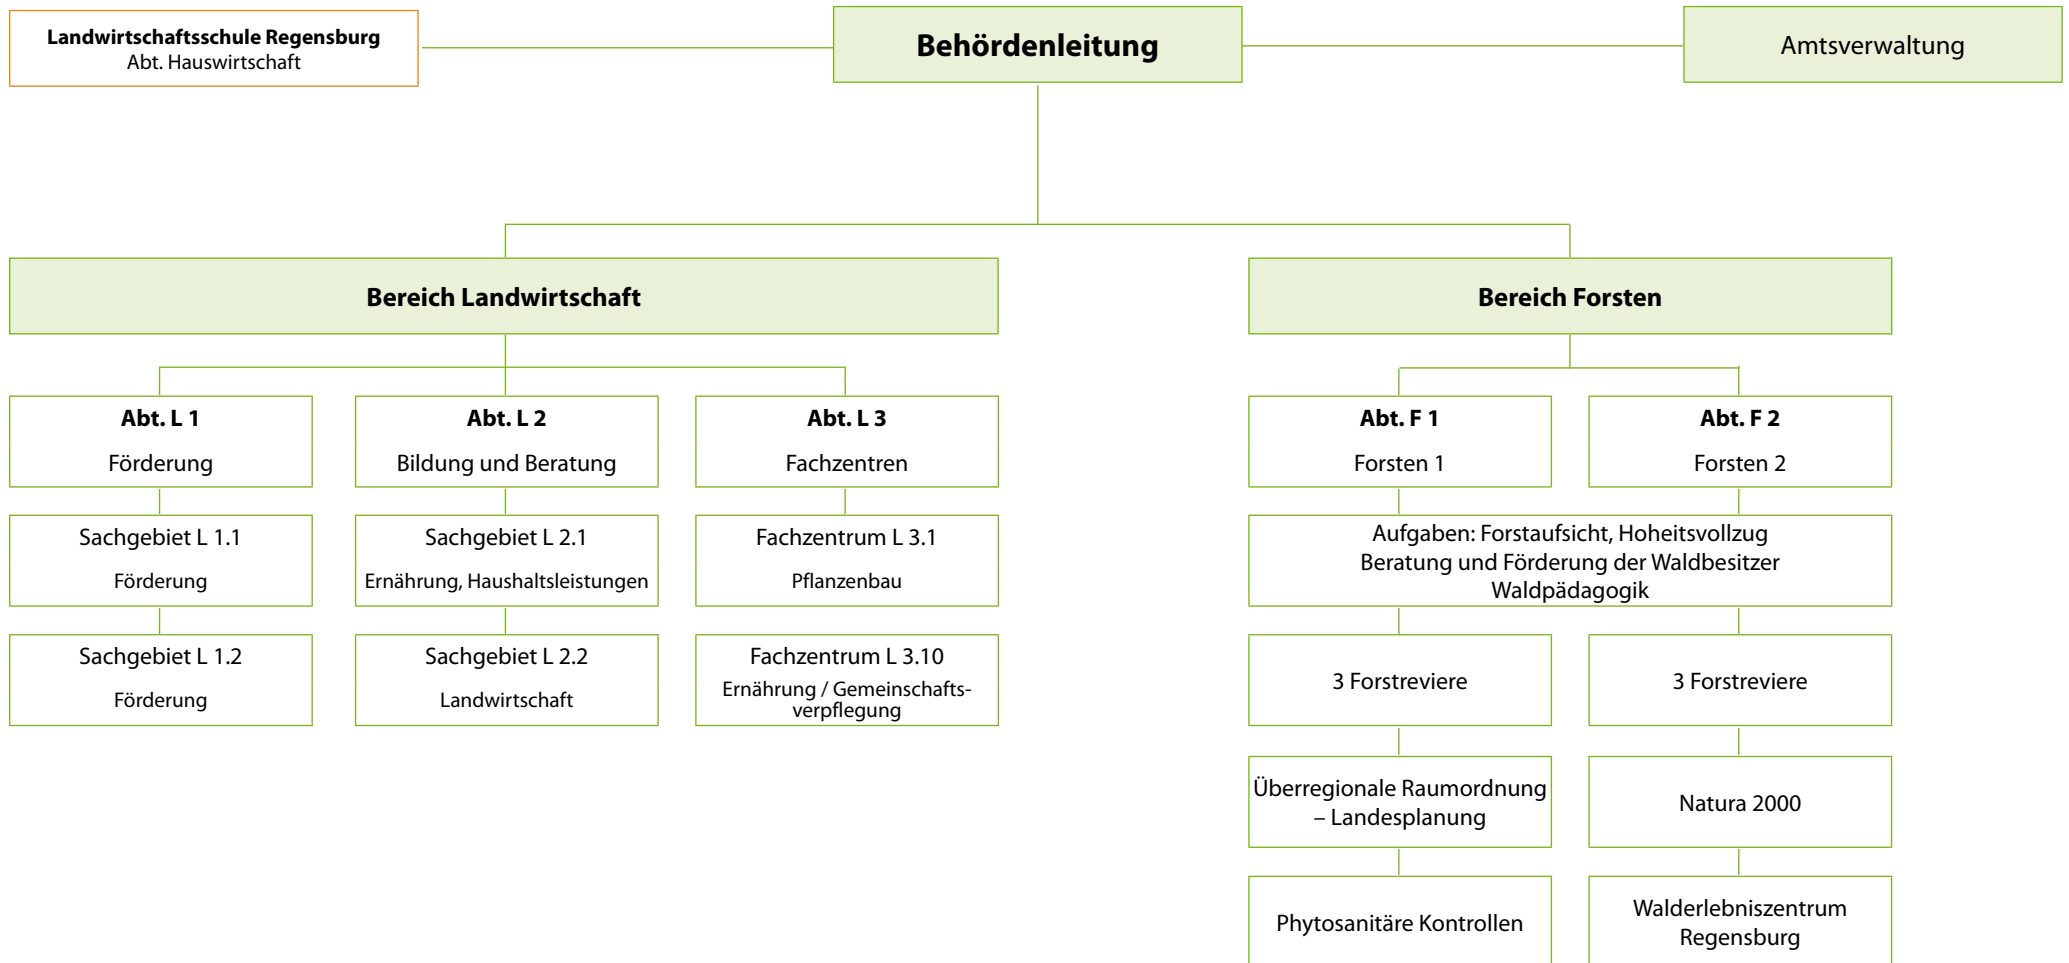 Landwirtschaftsschule Regensburg
Abt. Hauswirtschaft
Behördenleitung
Amtsverwaltung
Bereich Landwirtschaft
Bereich Forsten
Abt. L 1
Förderung
Abt. L 2
Bildung und Beratung
Abt. L 3
Fachzentren
Abt. F 1
Forsten 1
Abt. F 2
Forsten 2
Sachgebiet L 1.1
Förderung
Sachgebiet L 2.1
Ernährung, Haushaltsleistungen
Fachzentrum L 3.1
Pflanzenbau
Aufgaben: Forstaufsicht, Hoheitsvollzug
Beratung und Förderung der Waldbesitzer
Waldpädagogik
Sachgebiet L 1.2
Förderung
Sachgebiet L 2.2
Landwirtschaft
Fachzentrum L 3.10
Ernährung / Gemeinschafts-
verpflegung
3 Forstreviere
3 Forstreviere
Überregionale Raumordnung
– Landesplanung
Natura 2000
Phytosanitäre Kontrollen
Walderlebniszentrum
Regensburg